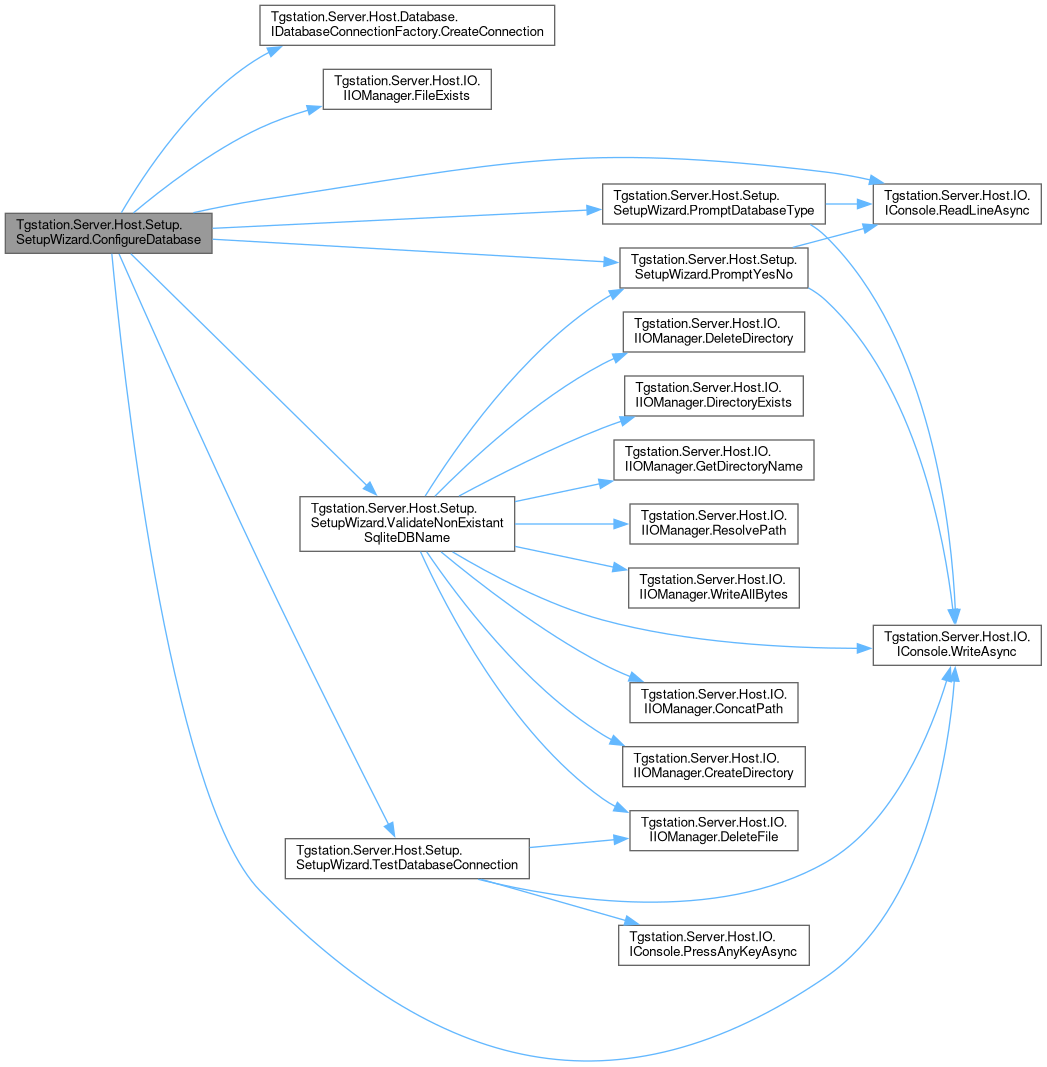 Tgstation.Server.Host.Database.
IDatabaseConnectionFactory.CreateConnection
Tgstation.Server.Host.IO.
IIOManager.FileExists
Tgstation.Server.Host.Setup.
SetupWizard.ConfigureDatabase
Tgstation.Server.Host.Setup.
SetupWizard.PromptDatabaseType
Tgstation.Server.Host.IO.
IConsole.ReadLineAsync
Tgstation.Server.Host.Setup.
SetupWizard.PromptYesNo
Tgstation.Server.Host.IO.
IIOManager.DeleteDirectory
Tgstation.Server.Host.IO.
IIOManager.DirectoryExists
Tgstation.Server.Host.IO.
IIOManager.GetDirectoryName
Tgstation.Server.Host.Setup.
SetupWizard.ValidateNonExistant
SqliteDBName
Tgstation.Server.Host.IO.
IIOManager.ResolvePath
Tgstation.Server.Host.IO.
IIOManager.WriteAllBytes
Tgstation.Server.Host.IO.
IConsole.WriteAsync
Tgstation.Server.Host.IO.
IIOManager.ConcatPath
Tgstation.Server.Host.IO.
IIOManager.CreateDirectory
Tgstation.Server.Host.IO.
IIOManager.DeleteFile
Tgstation.Server.Host.Setup.
SetupWizard.TestDatabaseConnection
Tgstation.Server.Host.IO.
IConsole.PressAnyKeyAsync